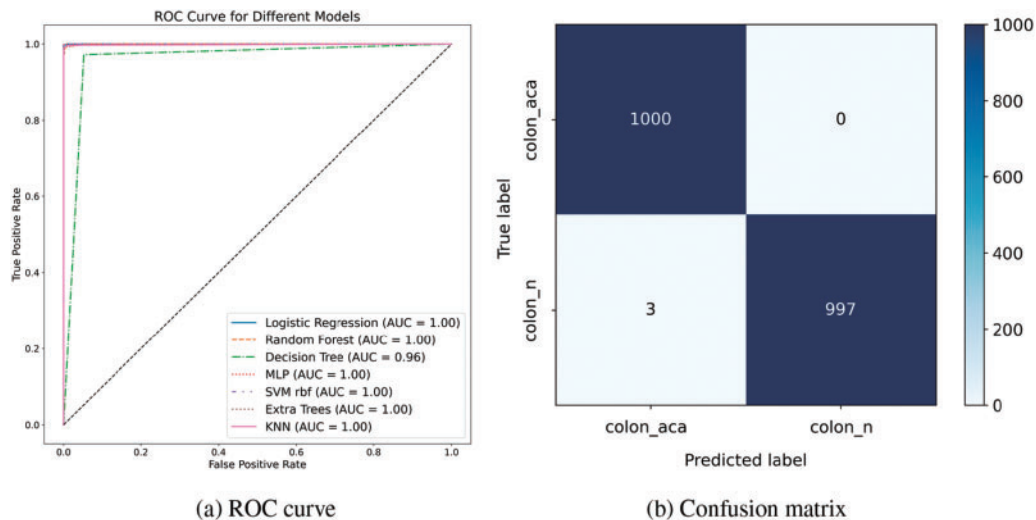 ROC Curve for Different Models
1.0
0.8
0.6
0.4
0.2
0.0
True Positive Rate
0.0 0.2 0.4 0.6 0.8 1.0
False Positive Rate
Logistic Regression (AUC = 1.00)
Random Forest (AUC = 1.00)
Decision Tree (AUC = 0.96)
MLP (AUC = 1.00)
SVM rbf (AUC = 1.00)
Extra Trees (AUC = 1.00)
KNN (AUC = 1.00)
(a) ROC curve
True label
colon_aca
colon_n
1000 0
3 997
colon_aca colon_n
Predicted label
1000
800
600
400
200
0
(b) Confusion matrix